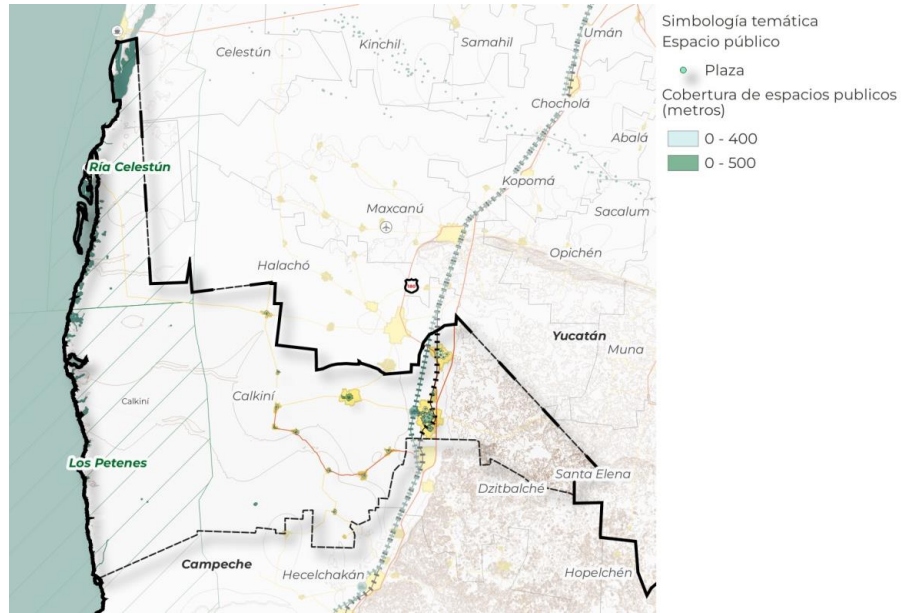 Simbología temática
Espacio público
Plaza
Cobertura de espacios publicos
(metros)
0 - 400
0 - 500
Umán
Celestún
Kinchil
Samahil
Chocholá
Abalá
Ría Celestún
Kopomá
Maxcanú
Sacalum
Opichén
Halachó
Yucatán
Muna
Calkiní
Calkiní
Los Petenes
Santa Elena
Dzitbalché
Campeche
Hecelchakán
Hopelchén